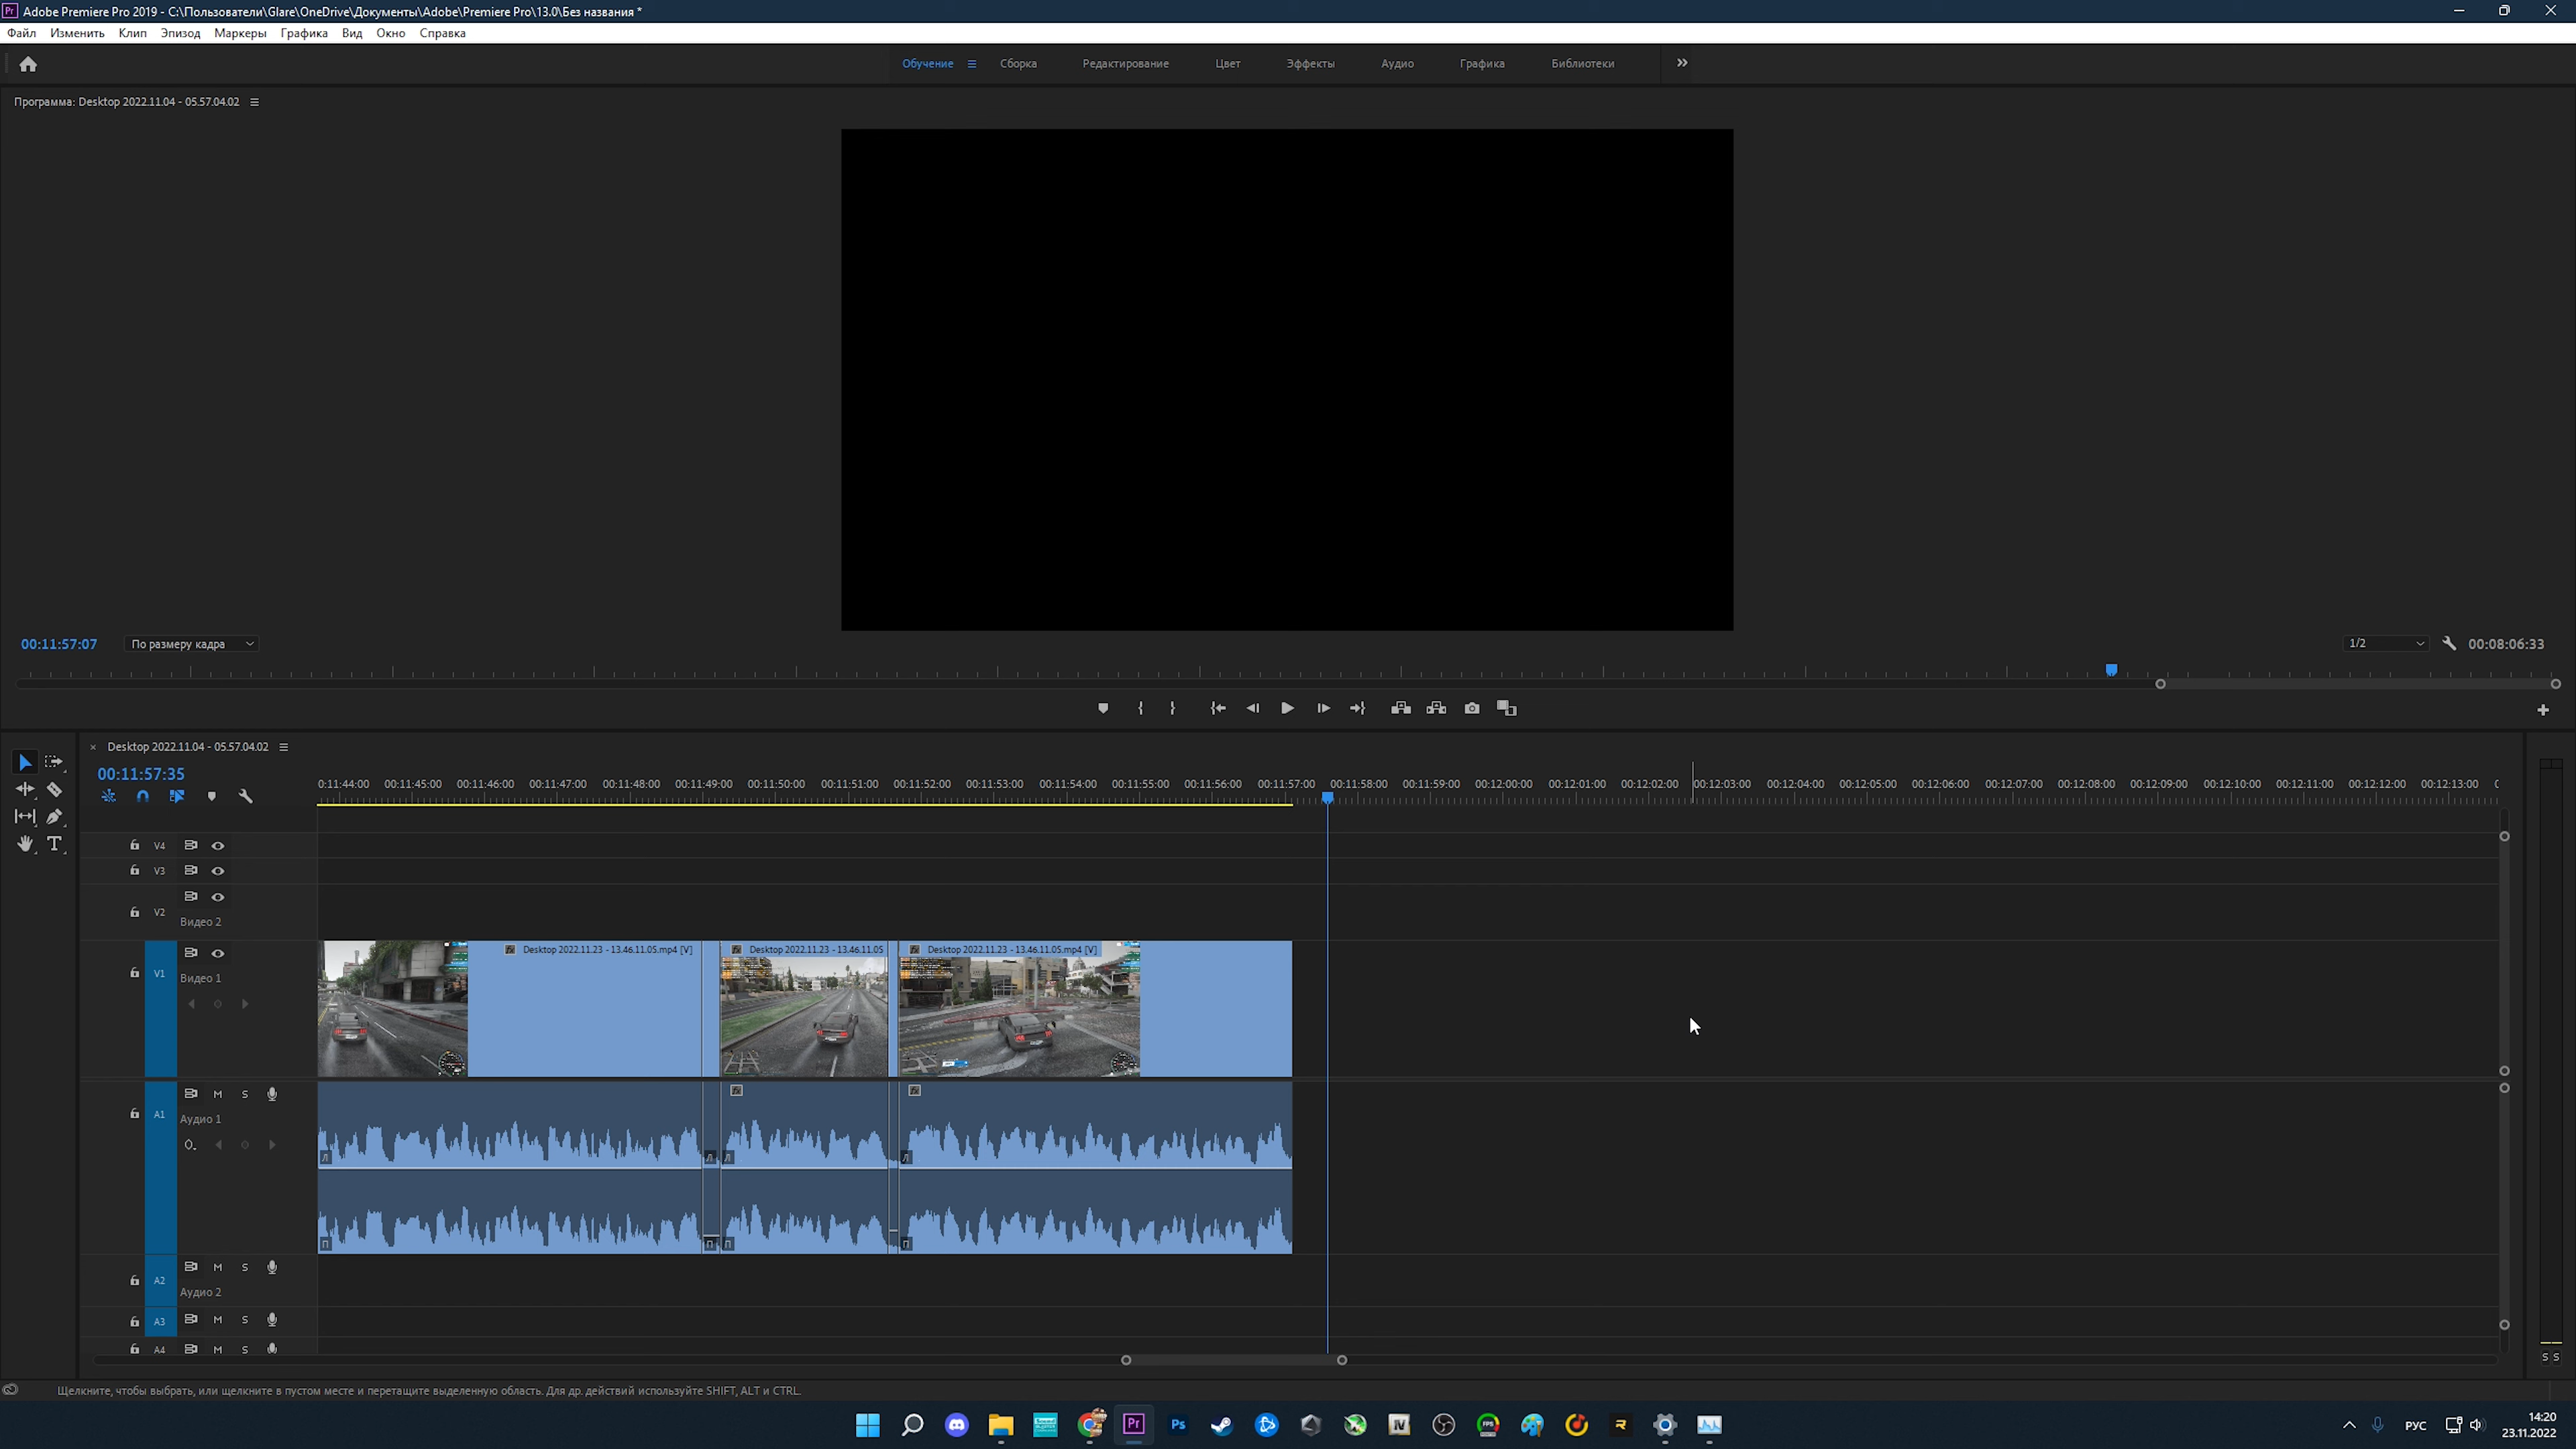 Adobe Premiere Pro 2019 - C:\Пользователи\Glare\OneDrive\Документы\Adobe\Premiere Pro\13.0\Без названия *
Файл Изменить Клип Эпизод Маркеры Графика Вид Окно Справка
Обучение Сборка Редактирование Цвет Эффекты Аудио Графика Библиотеки
Программа: Desktop 2022.11.04 - 05.57.04.02
00:11:57:07 По размеру кадра 1/2 00:08:06:33
Desktop 2022.11.04 - 05.57.04.02
00:11:57:35
0:11:44:00 00:11:45:00 00:11:46:00 00:11:47:00 00:11:48:00 00:11:49:00 00:11:50:00 00:11:51:00 00:11:52:00 00:11:53:00 00:11:54:00 00:11:55:00 00:11:56:00 00:11:57:00 00:11:58:00 00:11:59:00 00:12:00:00 00:12:01:00 00:12:02:00 00:12:03:00 00:12:04:00 00:12:05:00 00:12:06:00 00:12:07:00 00:12:08:00 00:12:09:00 00:12:10:00 00:12:11:00 00:12:12:00 00:12:13:00
V4
V3
V2
Видео 2
Desktop 2022.11.23 - 13.46.11.05.mp4 [V] Desktop 2022.11.23 - 13.46.11.05 Desktop 2022.11.23 - 13.46.11.05.mp4 [V]
V1
Видео 1
M S
A1
Аудио 1
Л Л Л Л
П П П П
M S
A2
Аудио 2
A3 M S
A4 M S
S S
Щелкните, чтобы выбрать, или щелкните в пустом месте и перетащите выделенную область. Для др. действий используйте SHIFT, ALT и CTRL.
Pr Ps IV FPS R
РУС
14:20
23.11.2022